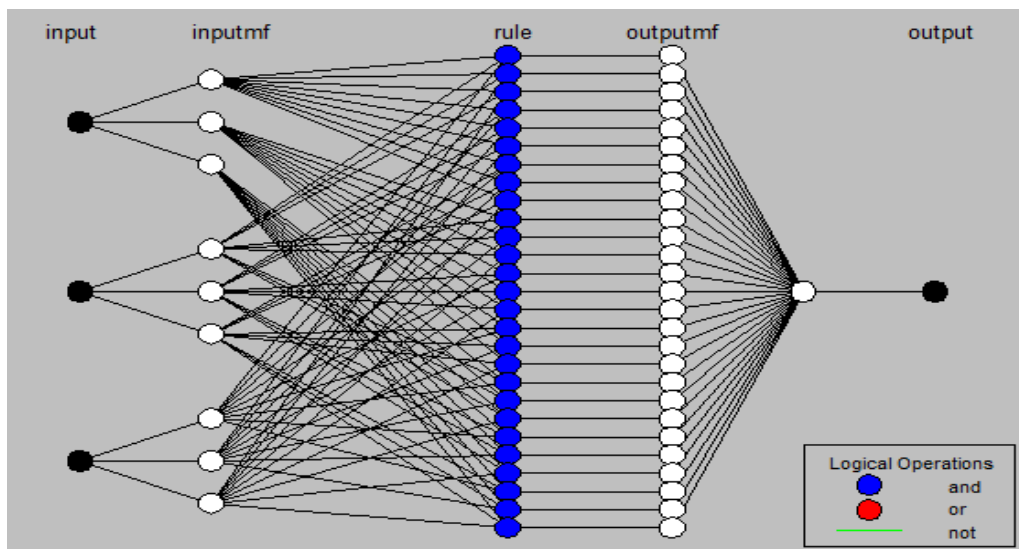 input inputmf rule outputmf output
Logical Operations
and
or
not